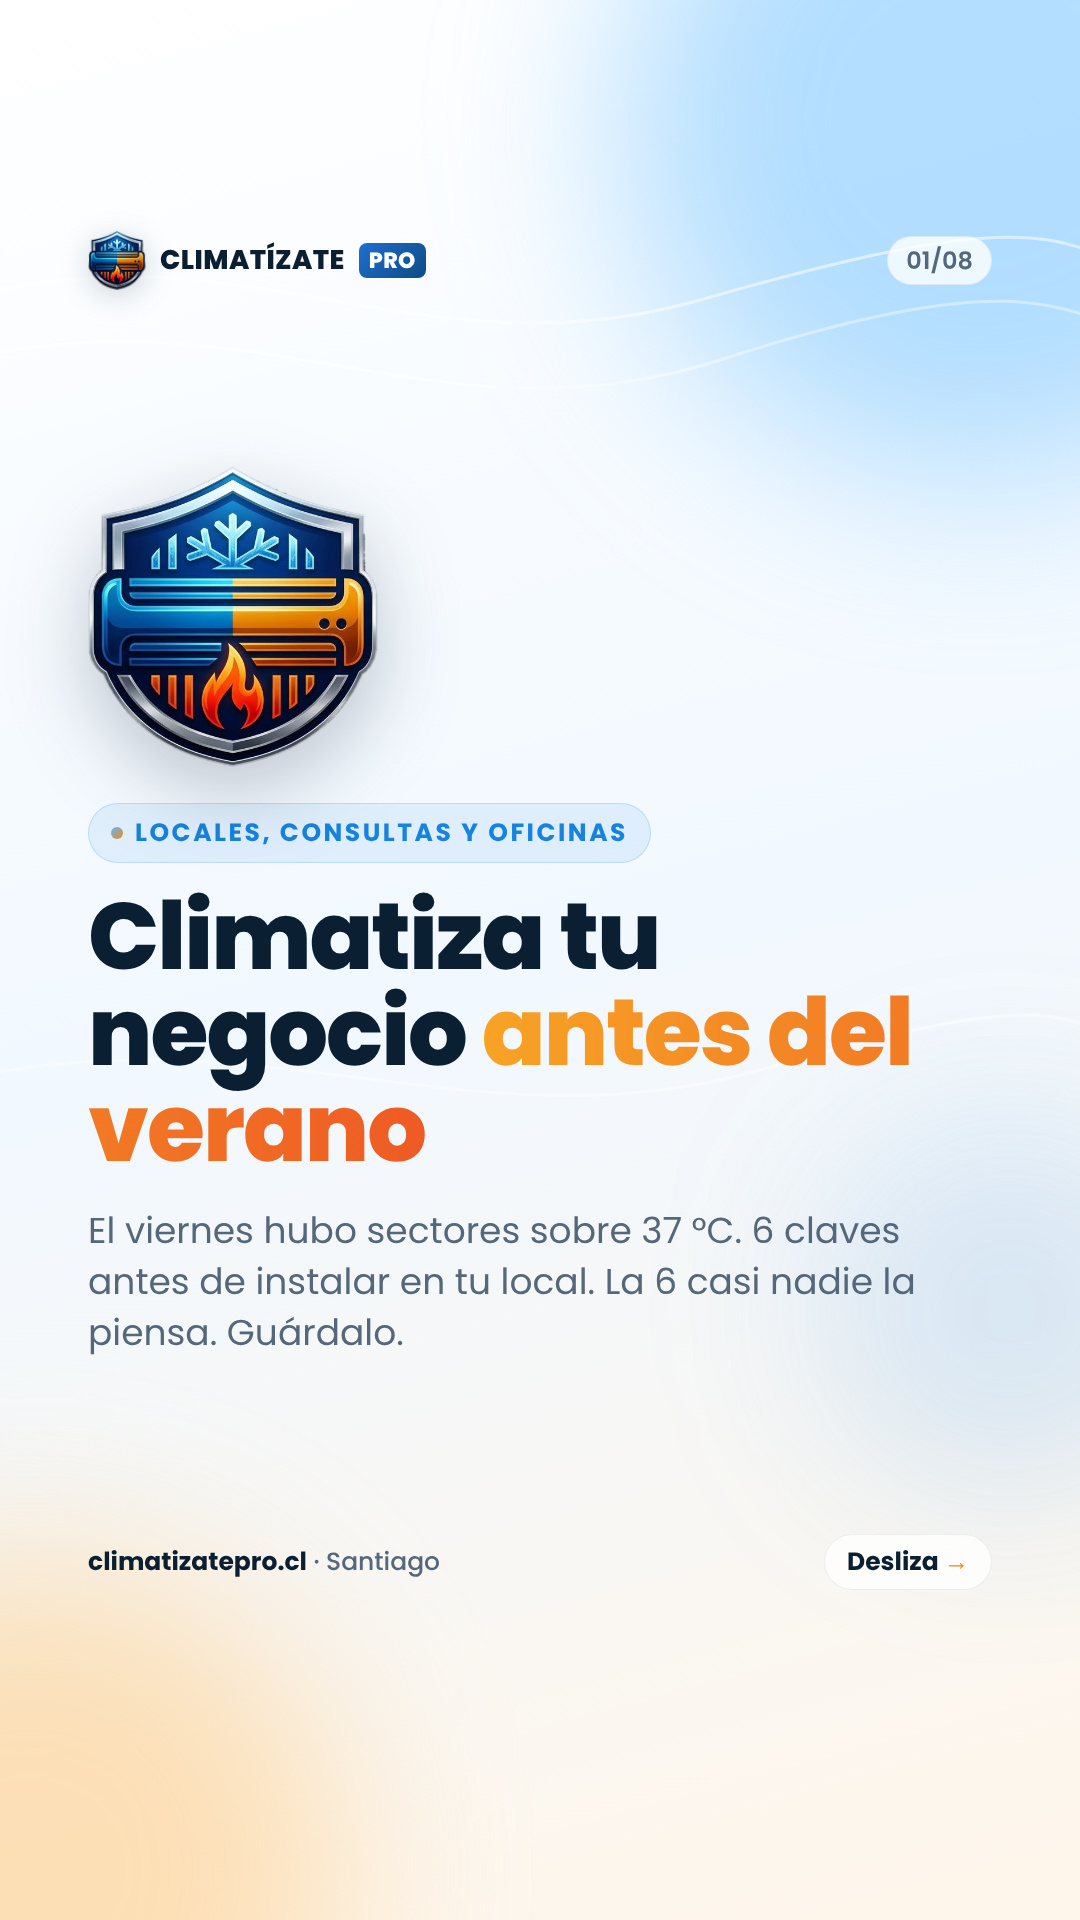 CLIMATÍZATE PRO
01/08
LOCALES, CONSULTAS Y OFICINAS
Climatiza tu
negocio antes del
verano
El viernes hubo sectores sobre 37 °C. 6 claves
antes de instalar en tu local. La 6 casi nadie la
piensa. Guárdalo.
climatizatepro.cl · Santiago
Desliza →